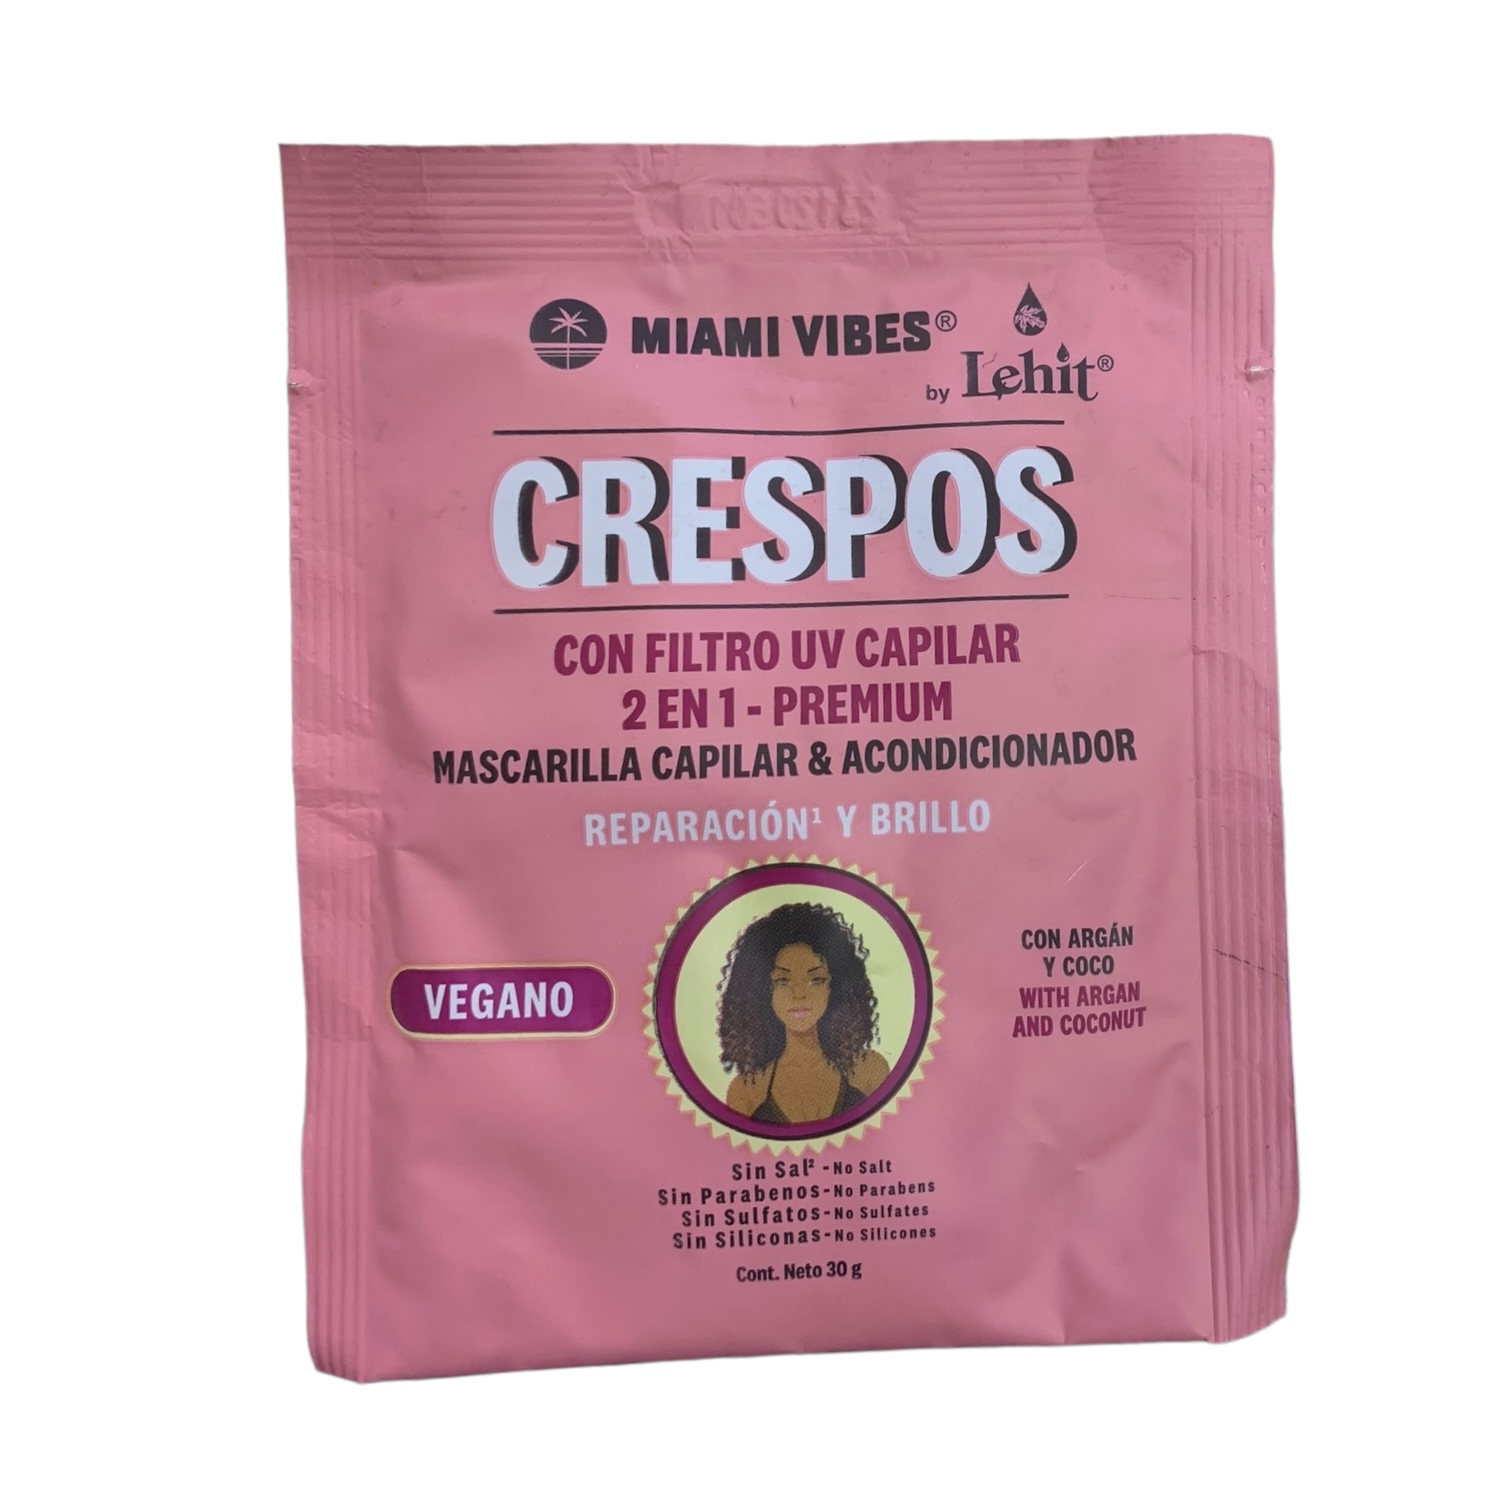 MIAMI VIBES®
by Lehit®
CRESPOS
CON FILTRO UV CAPILAR
2 EN 1 - PREMIUM
MASCARILLA CAPILAR & ACONDICIONADOR
REPARACIÓN¹ Y BRILLO
VEGANO
CON ARGÁN
Y COCO
WITH ARGAN
AND COCONUT
Sin Sal² - No Salt
Sin Parabenos - No Parabens
Sin Sulfatos - No Sulfates
Sin Siliconas - No Silicones
Cont. Neto 30 g